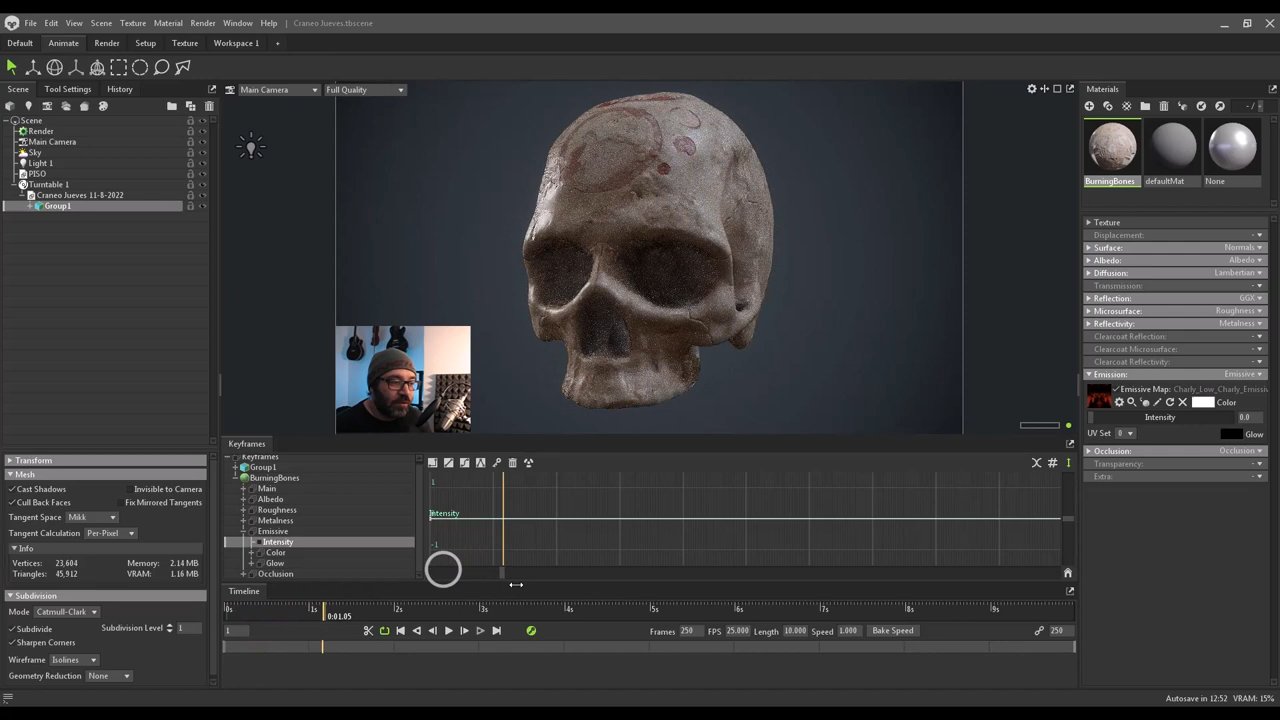 File Edit View Scene Texture Material Render Window Help Craneo Jueves.tbscene
Default Animate Render Setup Texture Workspace 1 +
Scene Tool Settings History
Main Camera Full Quality
Materials
Scene
Render
Main Camera
Sky
Light 1
PISO
Turntable 1
Craneo Jueves 11-8-2022
Group1
BurningBones defaultMat None
Texture
Displacement:
Surface: Normals
Albedo: Albedo
Diffusion: Lambertian
Transmission:
Reflection: GGX
Microsurface: Roughness
Reflectivity: Metalness
Clearcoat Reflection:
Clearcoat Microsurface:
Clearcoat Reflectivity:
Emission: Emissive
Emissive Map: Charly_Low_Charly_Emissiv
Color
Intensity 0.0
UV Set 0 Glow
Occlusion: Occlusion
Transparency:
Extra:
Keyframes
Keyframes
Group1
BurningBones
Main
Albedo
Roughness
Metalness
Emissive
Intensity
Color
Glow
Occlusion
1
Intensity
-1
Transform
Mesh
Cast Shadows Invisible to Camera
Cull Back Faces Fix Mirrored Tangents
Tangent Space Mikk
Tangent Calculation Per-Pixel
Info
Vertices: 23,604 Memory: 2.14 MB
Triangles: 45,912 VRAM: 1.16 MB
Subdivision
Mode Catmull-Clark
Subdivide Subdivision Level 1
Sharpen Corners
Wireframe Isolines
Geometry Reduction None
Timeline
0s 1s 2s 3s 4s 5s 6s 7s 8s 9s
0:01.05
1 Frames 250 FPS 25.000 Length 10.000 Speed 1.000 Bake Speed 250
Autosave in 12:52 VRAM: 15%